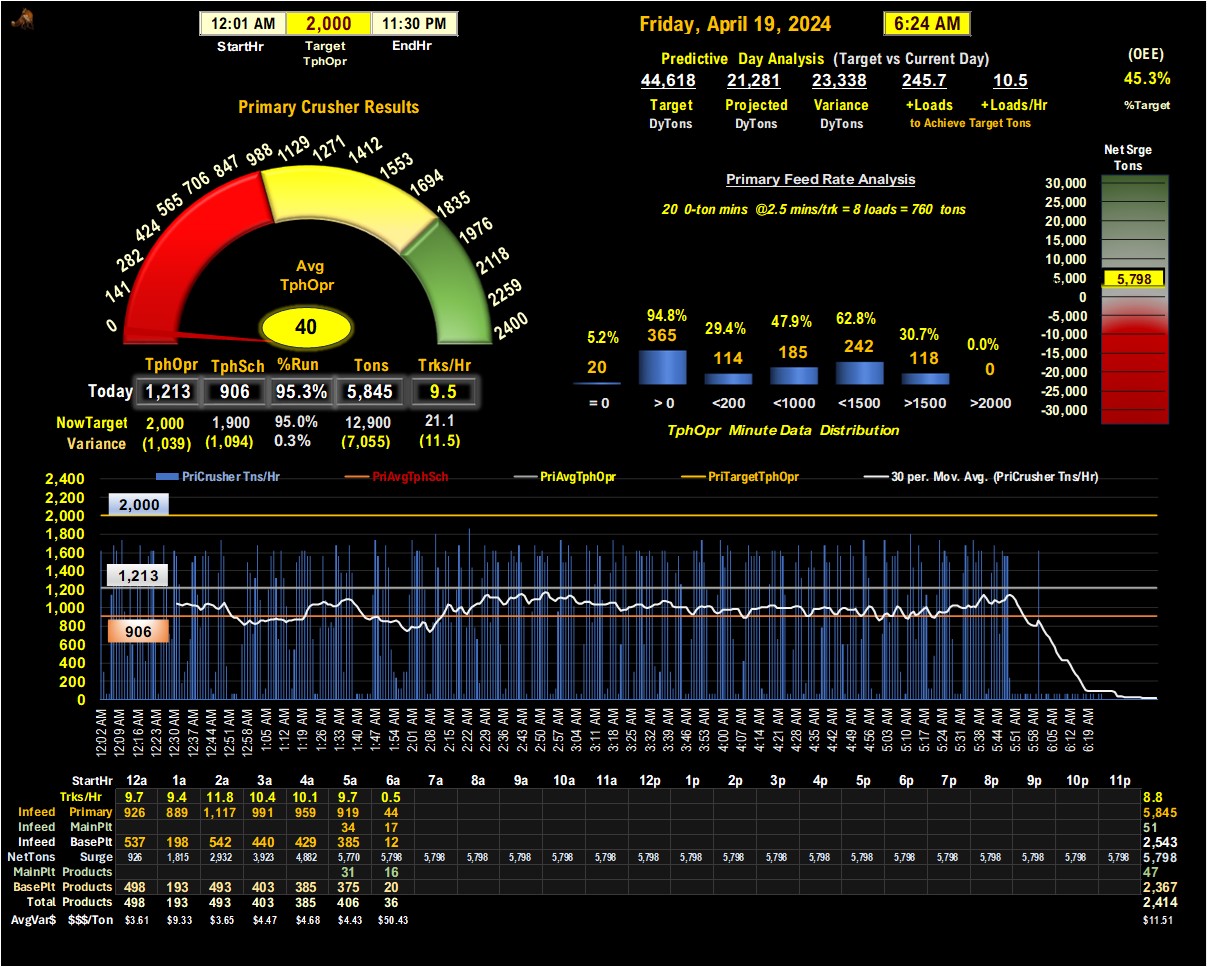 12:01 AM 2,000 11:30 PM
StartHr Target EndHr
TphOpr
Friday, April 19, 2024 6:24 AM
Predictive Day Analysis (Target vs Current Day)
44,618 21,281 23,338 245.7 10.5
Target Projected Variance +Loads +Loads/Hr
DyTons DyTons DyTons to Achieve Target Tons
(OEE)
45.3%
%Target
Primary Crusher Results
0 141 282 424 565 706 847 988 1129 1271 1412 1553 1694 1835 1976 2118 2259 2400
Avg
TphOpr
40
TphOpr TphSch %Run Tons Trks/Hr
Today 1,213 906 95.3% 5,845 9.5
NowTarget 2,000 1,900 95.0% 12,900 21.1
Variance (1,039) (1,094) 0.3% (7,055) (11.5)
Primary Feed Rate Analysis
20 0-ton mins @2.5 mins/trk = 8 loads = 760 tons
5.2% 94.8% 29.4% 47.9% 62.8% 30.7% 0.0%
20 365 114 185 242 118 0
= 0 > 0 <200 <1000 <1500 >1500 >2000
TphOpr Minute Data Distribution
Net Srge
Tons
30,000
25,000
20,000
15,000
10,000
5,000 5,798
0
-5,000
-10,000
-15,000
-20,000
-25,000
-30,000
PriCrusher Tns/Hr PriAvgTphSch PriAvgTphOpr PriTargetTphOpr 30 per. Mov. Avg. (PriCrusher Tns/Hr)
2,400
2,200
2,000
1,800
1,600
1,400
1,200
1,000
800
600
400
200
0
2,000
1,213
906
12:02 AM 12:09 AM 12:16 AM 12:23 AM 12:30 AM 12:37 AM 12:44 AM 12:51 AM 12:58 AM 1:05 AM 1:12 AM 1:19 AM 1:26 AM 1:33 AM 1:40 AM 1:47 AM 1:54 AM 2:01 AM 2:08 AM 2:15 AM 2:22 AM 2:29 AM 2:36 AM 2:43 AM 2:50 AM 2:57 AM 3:04 AM 3:11 AM 3:18 AM 3:25 AM 3:32 AM 3:39 AM 3:46 AM 3:53 AM 4:00 AM 4:07 AM 4:14 AM 4:21 AM 4:28 AM 4:35 AM 4:42 AM 4:49 AM 4:56 AM 5:03 AM 5:10 AM 5:17 AM 5:24 AM 5:31 AM 5:38 AM 5:44 AM 5:51 AM 5:58 AM 6:05 AM 6:12 AM 6:19 AM
StartHr 12a 1a 2a 3a 4a 5a 6a 7a 8a 9a 10a 11a 12p 1p 2p 3p 4p 5p 6p 7p 8p 9p 10p 11p
Trks/Hr 9.7 9.4 11.8 10.4 10.1 9.7 0.5 8.8
Infeed Primary 926 889 1,117 991 959 919 44 5,845
Infeed MainPlt 34 17 51
Infeed BasePlt 537 198 542 440 429 385 12 2,543
NetTons Surge 926 1,815 2,932 3,923 4,882 5,770 5,798 5,798 5,798 5,798 5,798 5,798 5,798 5,798 5,798 5,798 5,798 5,798 5,798 5,798 5,798 5,798 5,798 5,798 5,798
MainPlt Products 31 16 47
BasePlt Products 498 193 493 403 385 375 20 2,367
Total Products 498 193 493 403 385 406 36 2,414
AvgVar$ $$$/Ton $3.61 $9.33 $3.65 $4.47 $4.68 $4.43 $50.43 $11.51